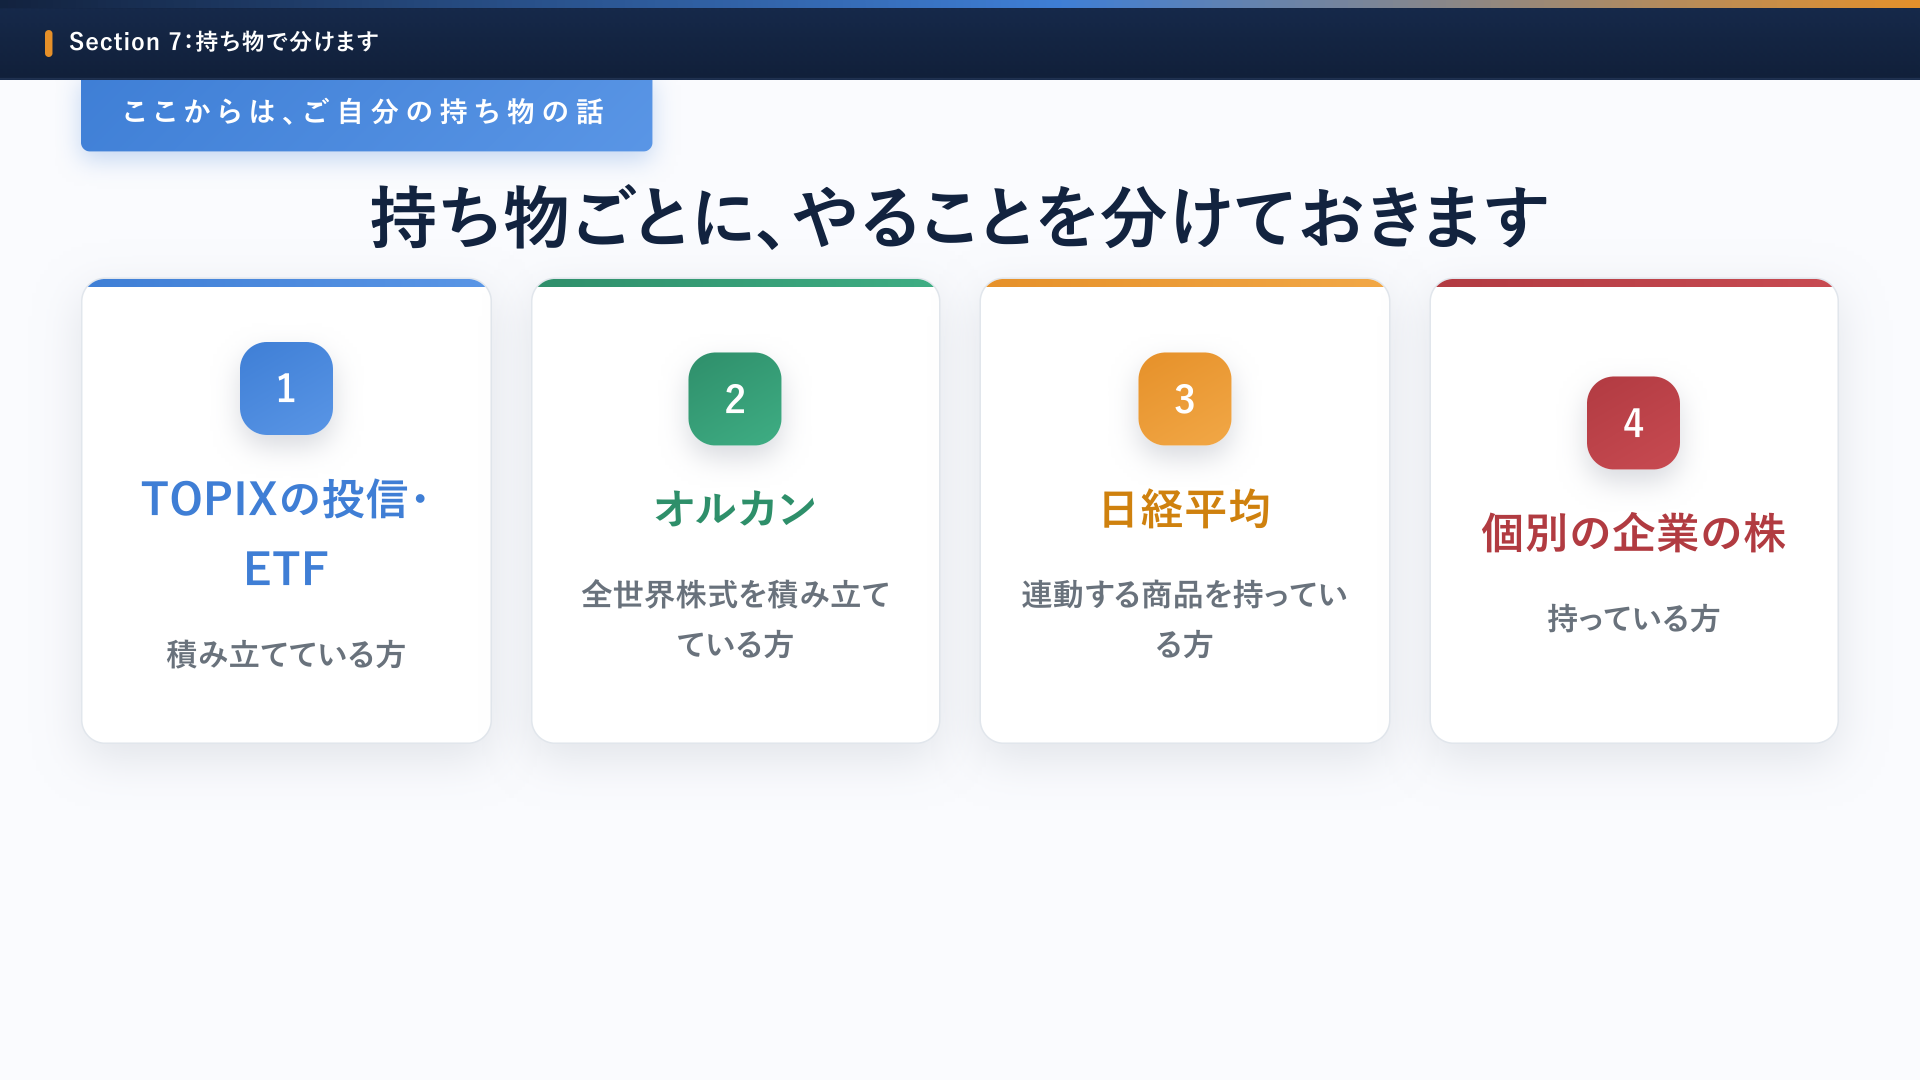 Section 7：持ち物で分けます
ここからは、ご自分の持ち物の話
持ち物ごとに、やることを分けておきます
1
TOPIXの投信・
ETF
積み立てている方
2
オルカン
全世界株式を積み立て
ている方
3
日経平均
連動する商品を持ってい
る方
4
個別の企業の株
持っている方